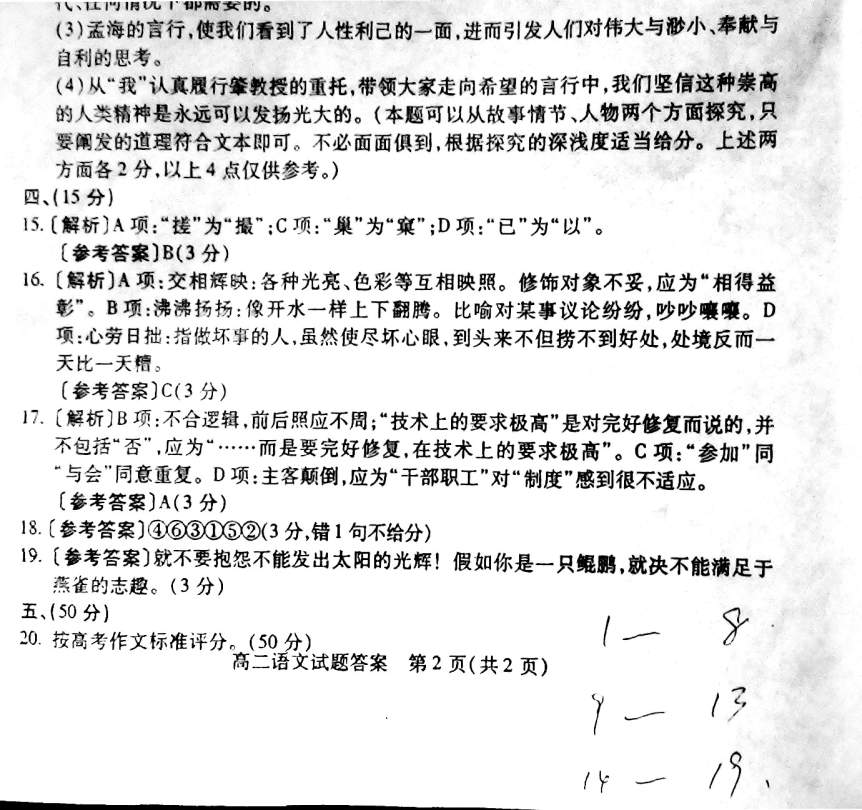 代、任何情况下都需要的。
(3)孟海的言行,使我们看到了人性利己的一面,进而引发人们对伟大与渺小、奉献与
自利的思考。
(4)从“我”认真履行肇教授的重托,带领大家走向希望的言行中,我们坚信这种崇高
的人类精神是永远可以发扬光大的。(本题可以从故事情节、人物两个方面探究,只
要阐发的道理符合文本即可。不必面面俱到,根据探究的深浅度适当给分。上述两
方面各2分,以上4点仅供参考。)
四、(15分)
15.〔解析〕A项:“搓”为“撮”;C项:“巢”为“窠”;D项:“已”为“以”。
〔参考答案〕B(3分)
16.〔解析〕A项:交相辉映:各种光亮、色彩等互相映照。修饰对象不妥,应为“相得益
彰”。B项:沸沸扬扬:像开水一样上下翻腾。比喻对某事议论纷纷,吵吵嚷嚷。D
项:心劳日拙:指做坏事的人,虽然使尽坏心眼,到头来不但捞不到好处,处境反而一
天比一天糟。
〔参考答案〕C(3分)
17.〔解析〕B项:不合逻辑,前后照应不周;“技术上的要求极高”是对完好修复而说的,并
不包括“否”,应为“……而是要完好修复,在技术上的要求极高”。C项:“参加”同
“与会”同意重复。D项:主客颠倒,应为“干部职工”对“制度”感到很不适应。
〔参考答案〕A(3分)
18.〔参考答案〕④⑥③①⑤②(3分,错1句不给分)
19.〔参考答案〕就不要抱怨不能发出太阳的光辉!假如你是一只鲲鹏,就决不能满足于
燕雀的志趣。(3分)
五、(50分)
20.按高考作文标准评分。(50分)
高二语文试题答案 第2页(共2页)
1 — 8
9 — 13
14 — 19.